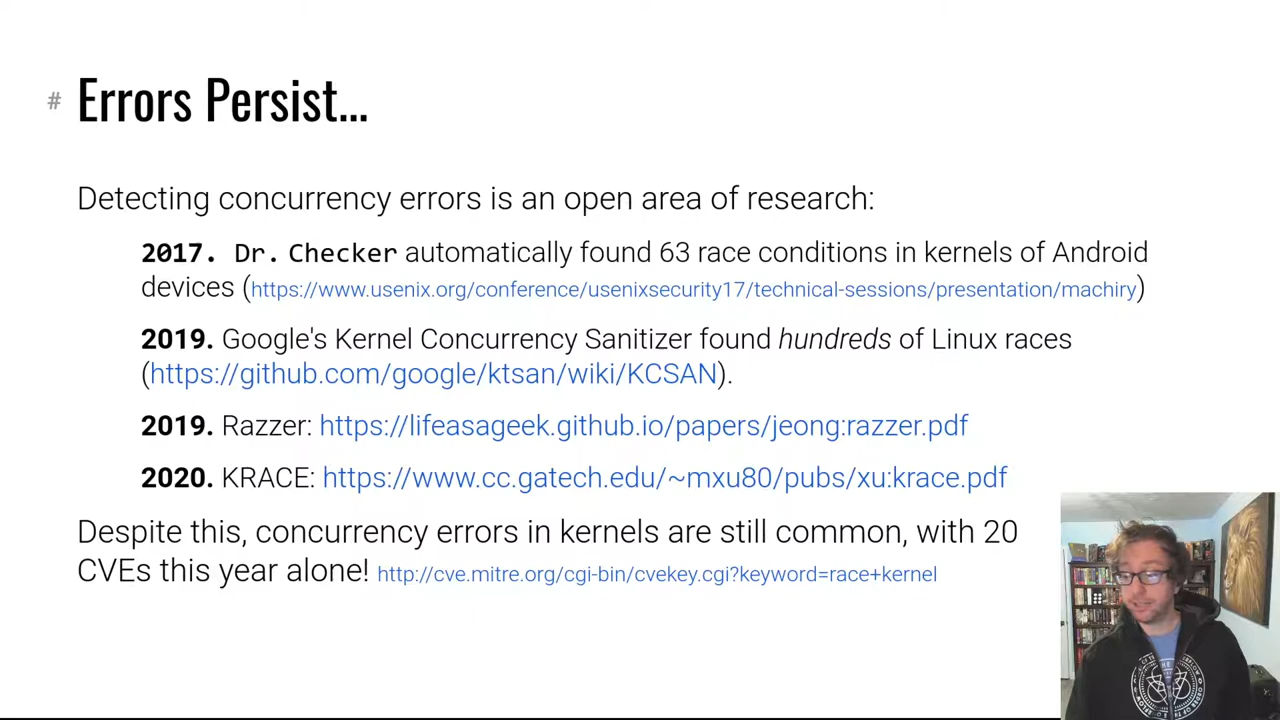 # Errors Persist...
Detecting concurrency errors is an open area of research:
2017. Dr. Checker automatically found 63 race conditions in kernels of Android
devices (https://www.usenix.org/conference/usenixsecurity17/technical-sessions/presentation/machiry)
2019. Google's Kernel Concurrency Sanitizer found hundreds of Linux races
(https://github.com/google/ktsan/wiki/KCSAN).
2019. Razzer: https://lifeasageek.github.io/papers/jeong:razzer.pdf
2020. KRACE: https://www.cc.gatech.edu/~mxu80/pubs/xu:krace.pdf
Despite this, concurrency errors in kernels are still common, with 20
CVEs this year alone! http://cve.mitre.org/cgi-bin/cvekey.cgi?keyword=race+kernel